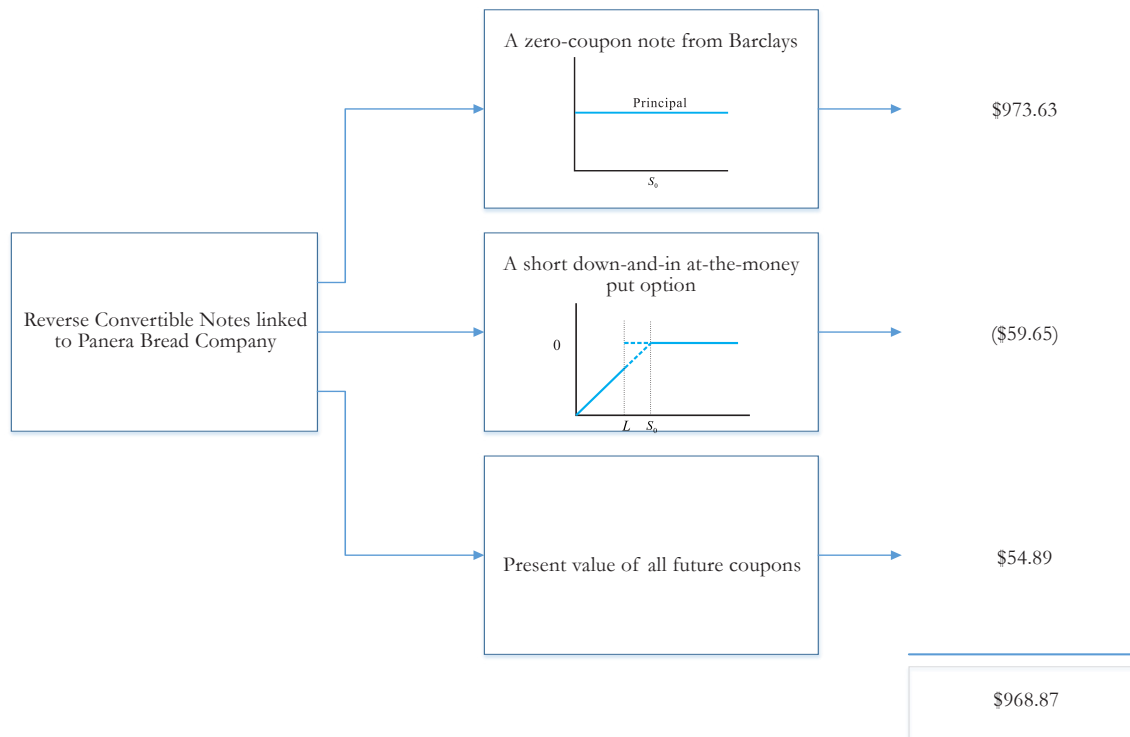 A zero-coupon note from Barclays
Principal
S₀
$973.63
Reverse Convertible Notes linked
to Panera Bread Company
A short down-and-in at-the-money
put option
0
L S₀
($59.65)
Present value of all future coupons
$54.89
$968.87